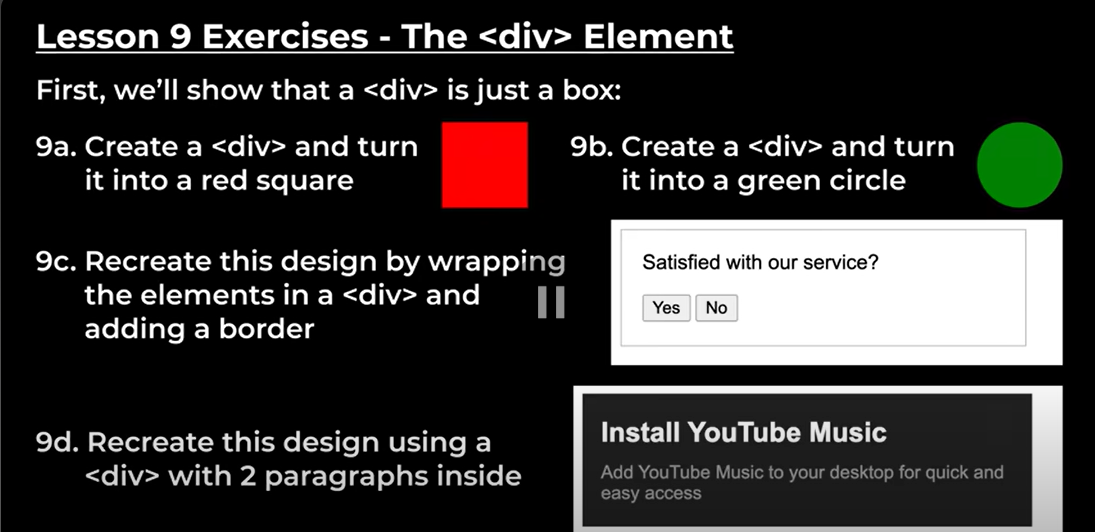 Lesson 9 Exercises - The <div> Element
First, we’ll show that a <div> is just a box:
9a. Create a <div> and turn
it into a red square
9b. Create a <div> and turn
it into a green circle
9c. Recreate this design by wrapping
the elements in a <div> and
adding a border
Satisfied with our service?
Yes No
9d. Recreate this design using a
<div> with 2 paragraphs inside
Install YouTube Music
Add YouTube Music to your desktop for quick and
easy access